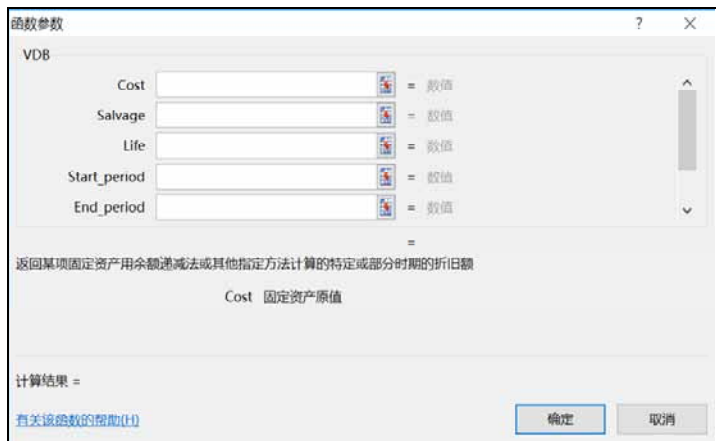 函数参数 ?
VDB
Cost = 数值
Salvage = 数值
Life = 数值
Start_period = 数值
End_period = 数值
=
返回某项固定资产用余额递减法或其他指定方法计算的特定或部分时期的折旧额
Cost 固定资产原值
计算结果 =
有关该函数的帮助(H)
确定 取消